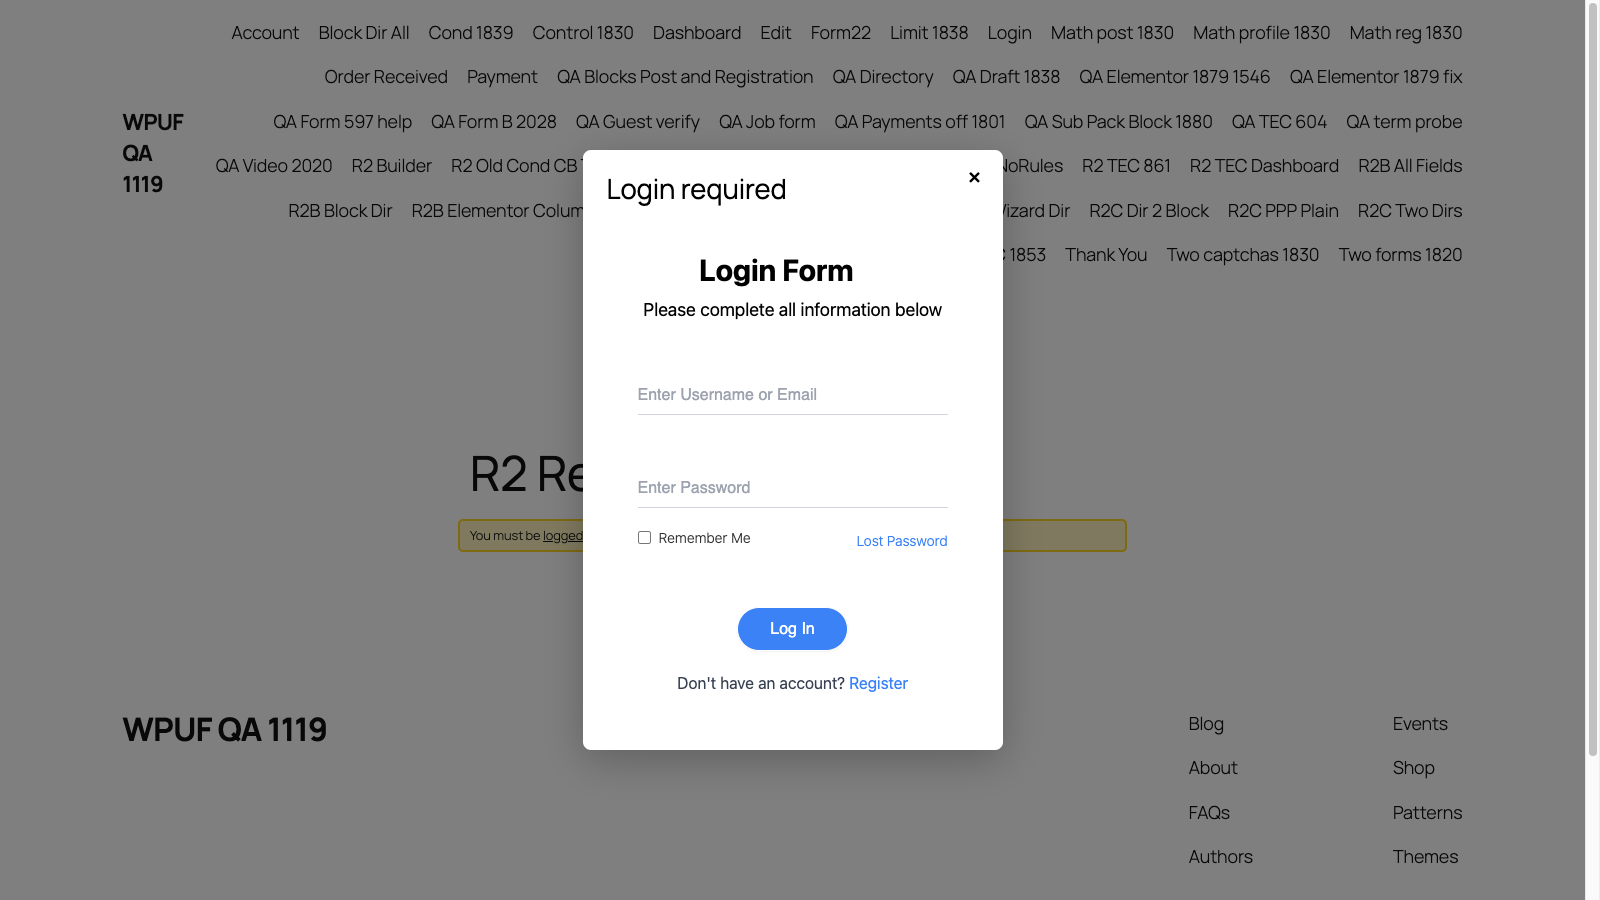 Account Block Dir All Cond 1839 Control 1830 Dashboard Edit Form22 Limit 1838 Login Math post 1830 Math profile 1830 Math reg 1830
Order Received Payment QA Blocks Post and Registration QA Directory QA Draft 1838 QA Elementor 1879 1546 QA Elementor 1879 fix
WPUF
QA
1119
QA Form 597 help QA Form B 2028 QA Guest verify QA Job form QA Payments off 1801 QA Sub Pack Block 1880 QA TEC 604 QA term probe
QA Video 2020 R2 Builder R2 Old Cond CB NoRules R2 TEC 861 R2 TEC Dashboard R2B All Fields
R2B Block Dir R2B Elementor Colum Wizard Dir R2C Dir 2 Block R2C PPP Plain R2C Two Dirs
1853 Thank You Two captchas 1830 Two forms 1820
Login required
×
Login Form
Please complete all information below
Enter Username or Email
Enter Password
Remember Me
Lost Password
Log In
Don't have an account? Register
R2 Re
You must be logged
WPUF QA 1119
Blog Events
About Shop
FAQs Patterns
Authors Themes